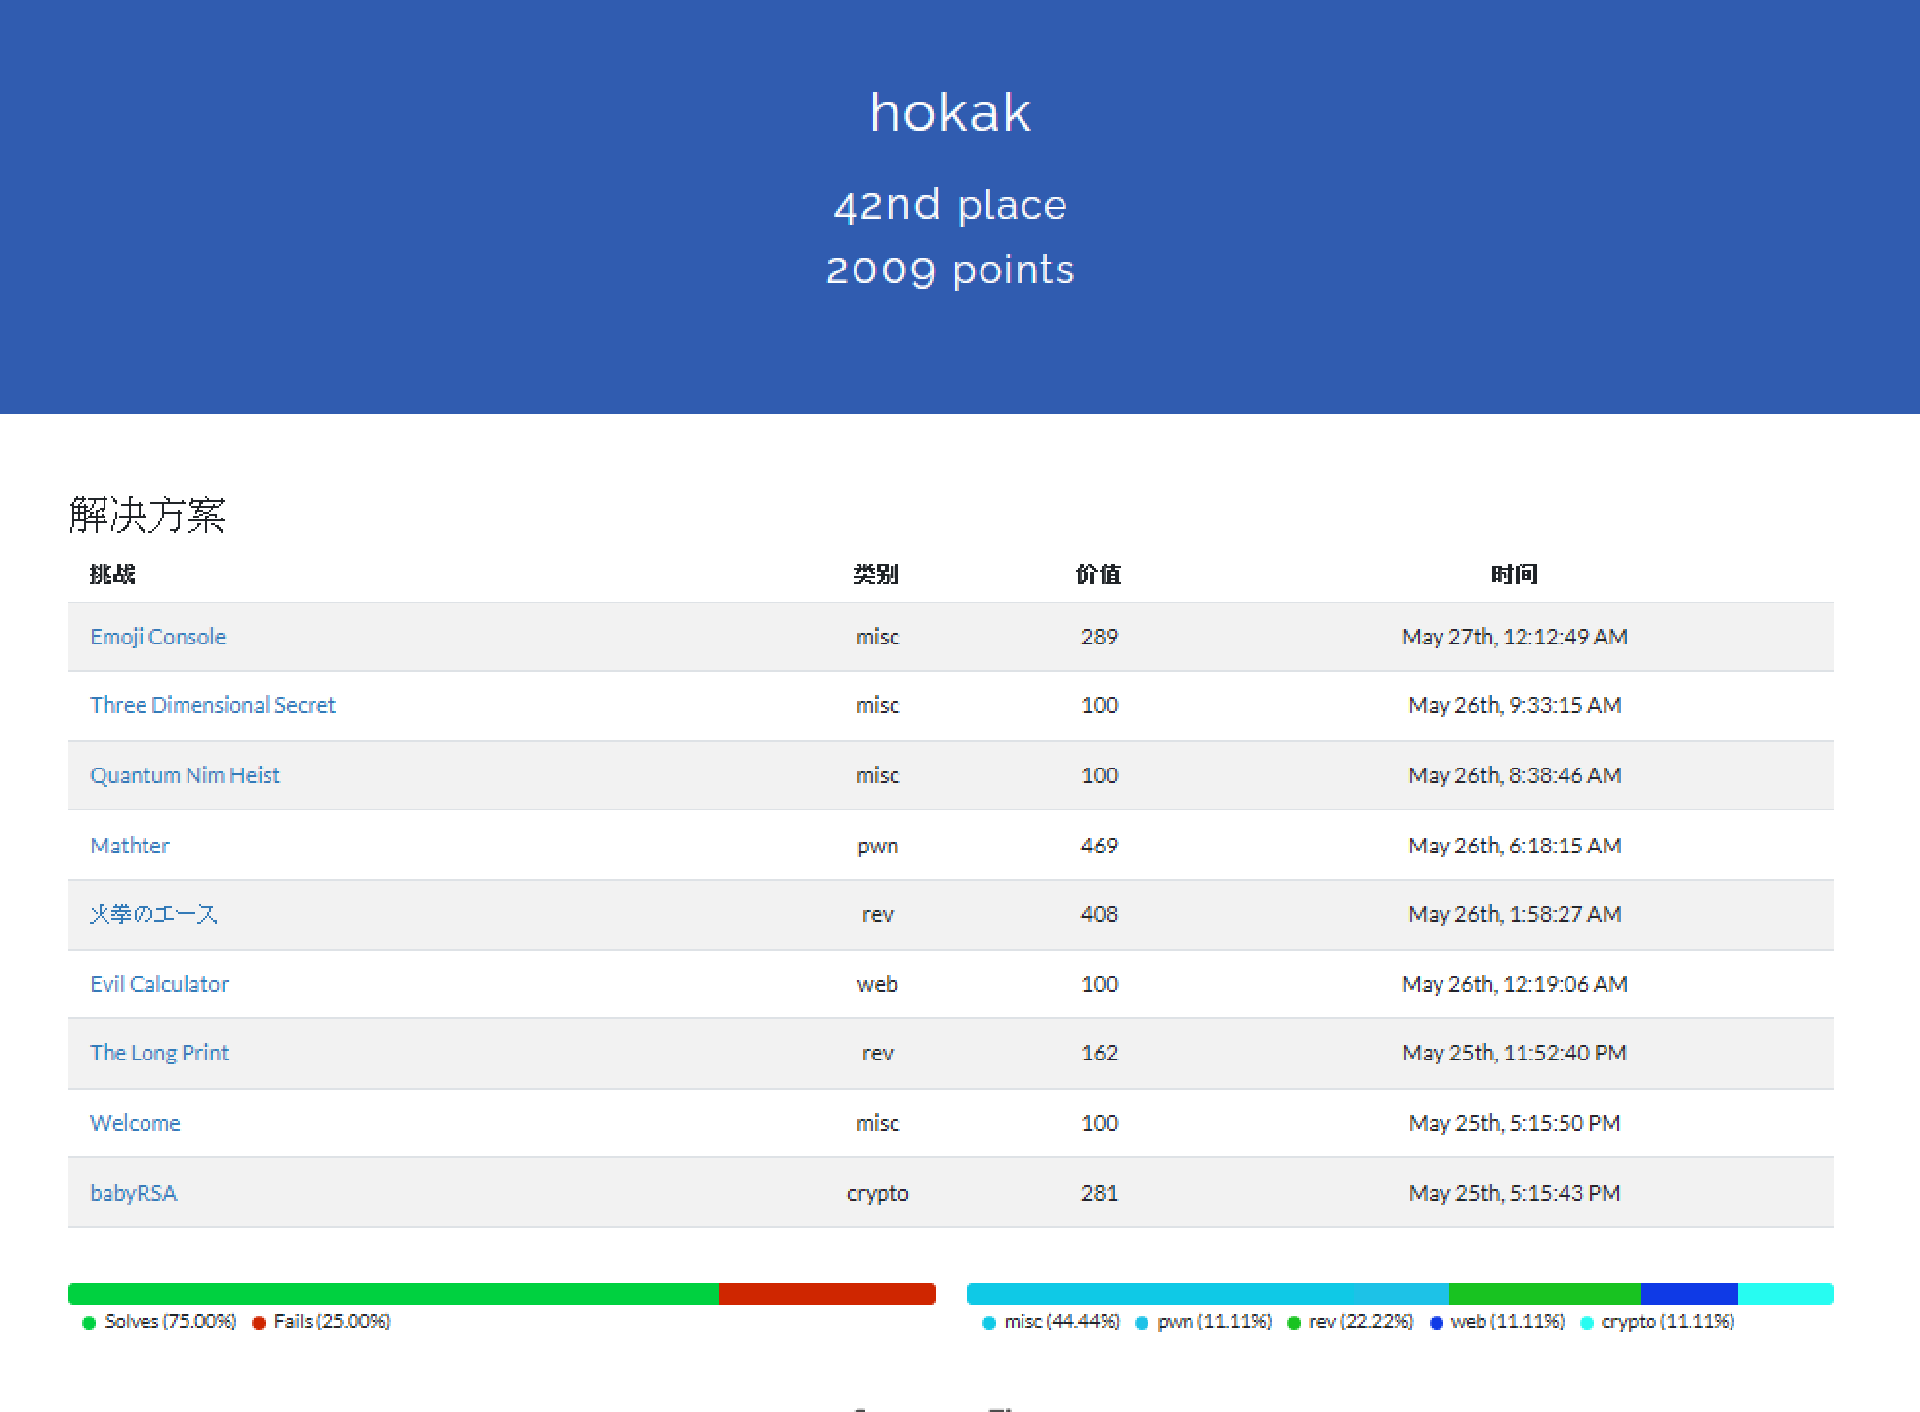 hokak
42nd place
2009 points
解决方案
挑战 类别 价值 时间
Emoji Console misc 289 May 27th, 12:12:49 AM
Three Dimensional Secret misc 100 May 26th, 9:33:15 AM
Quantum Nim Heist misc 100 May 26th, 8:38:46 AM
Mathter pwn 469 May 26th, 6:18:15 AM
火拳のエース rev 408 May 26th, 1:58:27 AM
Evil Calculator web 100 May 26th, 12:19:06 AM
The Long Print rev 162 May 25th, 11:52:40 PM
Welcome misc 100 May 25th, 5:15:50 PM
babyRSA crypto 281 May 25th, 5:15:43 PM
Solves (75.00%) Fails (25.00%) misc (44.44%) pwn (11.11%) rev (22.22%) web (11.11%) crypto (11.11%)